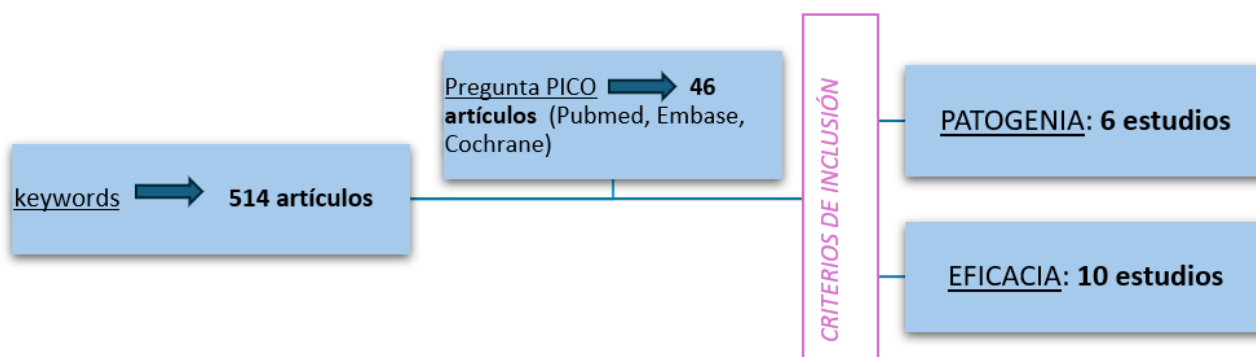 keywords 514 artículos
Pregunta PICO 46
artículos (Pubmed, Embase,
Cochrane)
CRITERIOS DE INCLUSIÓN
PATOGENIA: 6 estudios
EFICACIA: 10 estudios